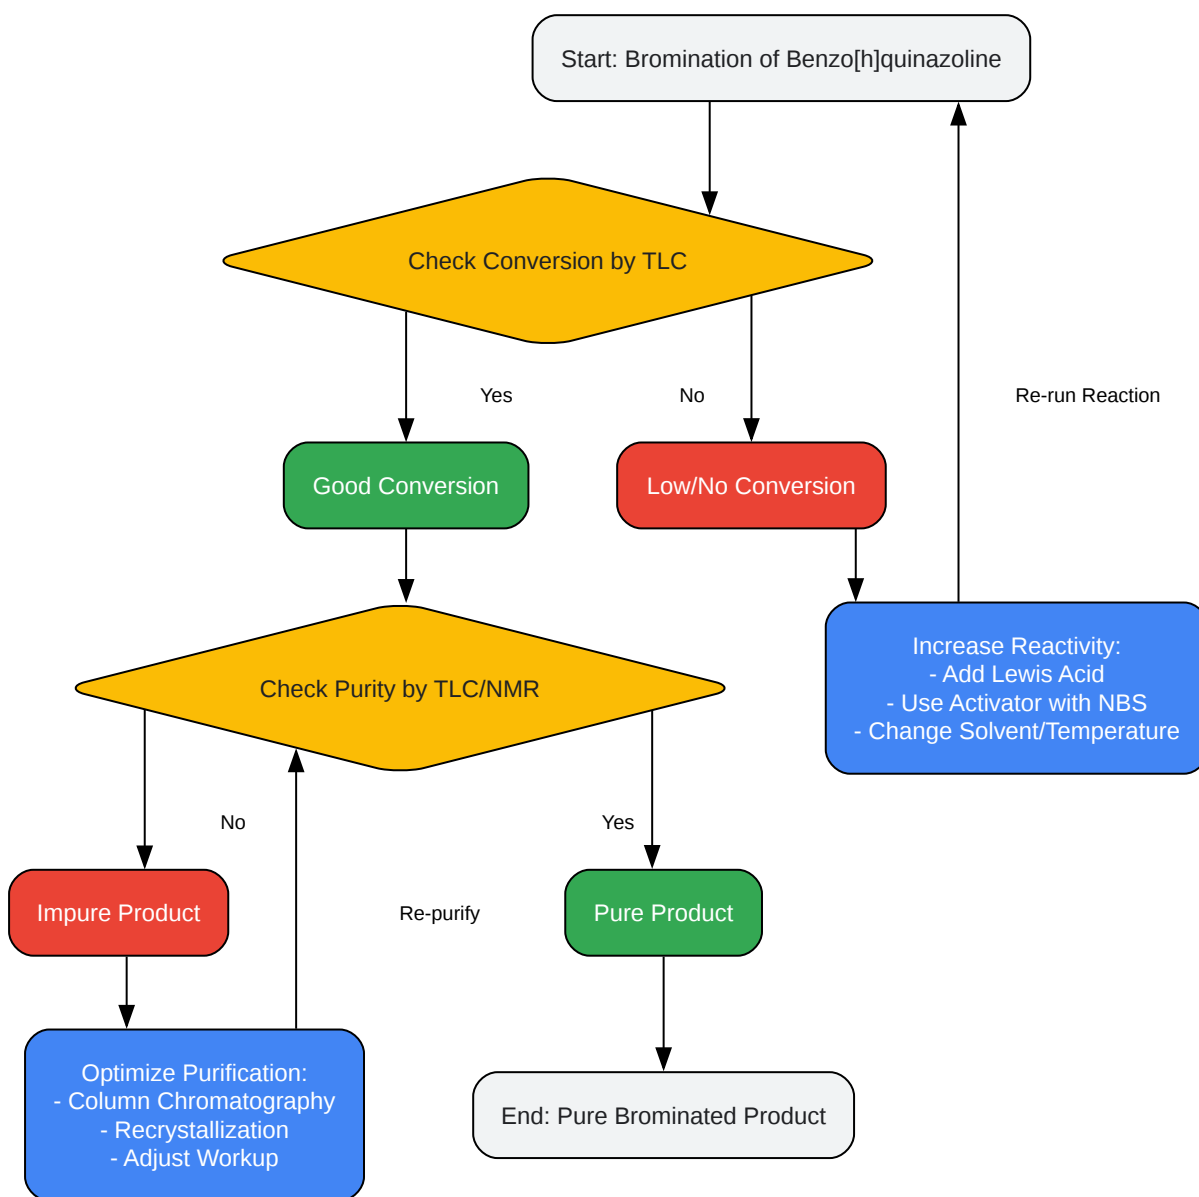 Start: Bromination of Benzo[h]quinazoline
Check Conversion by TLC
Yes
No
Re-run Reaction
Good Conversion
Low/No Conversion
Increase Reactivity:
- Add Lewis Acid
- Use Activator with NBS
- Change Solvent/Temperature
Check Purity by TLC/NMR
No
Yes
Impure Product
Re-purify
Pure Product
Optimize Purification:
- Column Chromatography
- Recrystallization
- Adjust Workup
End: Pure Brominated Product